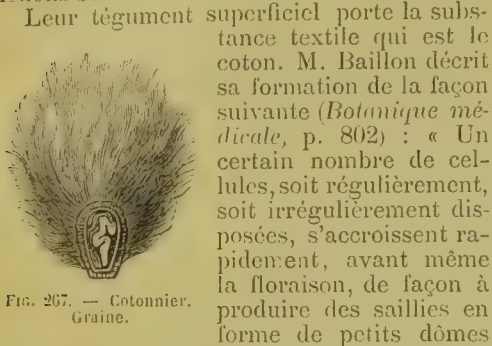 Leur tégument superficiel porte la subs-
tance textile qui est le
coton. M. Baillon décrit
sa formation de la façon
suivante (Botanique mé-
dicale, p. 802) : « Un
certain nombre de cel-
lules, soit régulièrement,
soit irrégulièrement dis-
posées, s'accroissent ra-
pidement, avant même
la floraison, de façon à
produire des saillies en
forme de petits dômes
FIG. 267. — Cotonnier.
Graine.